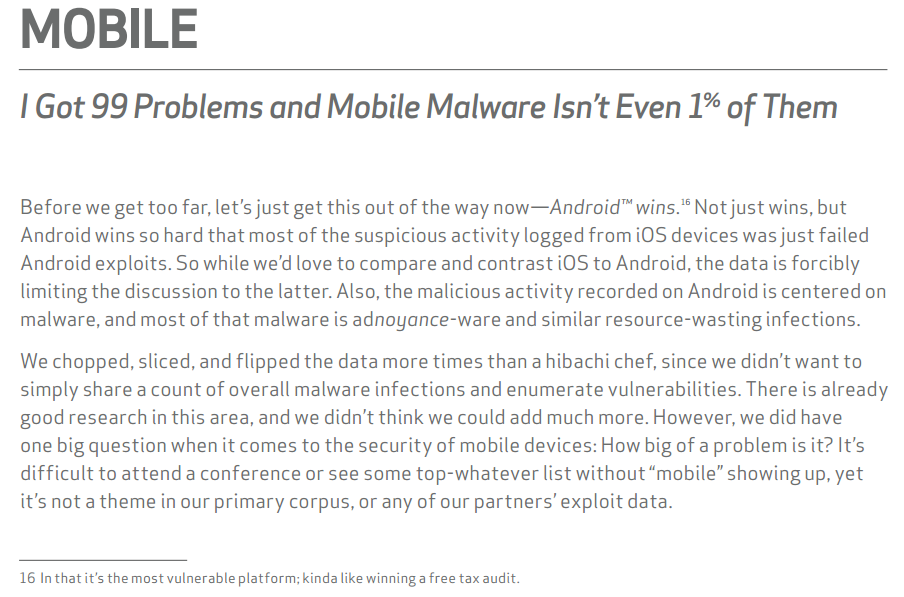 MOBILE
I Got 99 Problems and Mobile Malware Isn’t Even 1% of Them
Before we get too far, let’s just get this out of the way now—Android™ wins.16 Not just wins, but
Android wins so hard that most of the suspicious activity logged from iOS devices was just failed
Android exploits. So while we’d love to compare and contrast iOS to Android, the data is forcibly
limiting the discussion to the latter. Also, the malicious activity recorded on Android is centered on
malware, and most of that malware is adnoyance-ware and similar resource-wasting infections.
We chopped, sliced, and flipped the data more times than a hibachi chef, since we didn’t want to
simply share a count of overall malware infections and enumerate vulnerabilities. There is already
good research in this area, and we didn’t think we could add much more. However, we did have
one big question when it comes to the security of mobile devices: How big of a problem is it? It’s
difficult to attend a conference or see some top-whatever list without “mobile” showing up, yet
it’s not a theme in our primary corpus, or any of our partners’ exploit data.
16 In that it’s the most vulnerable platform; kinda like winning a free tax audit.